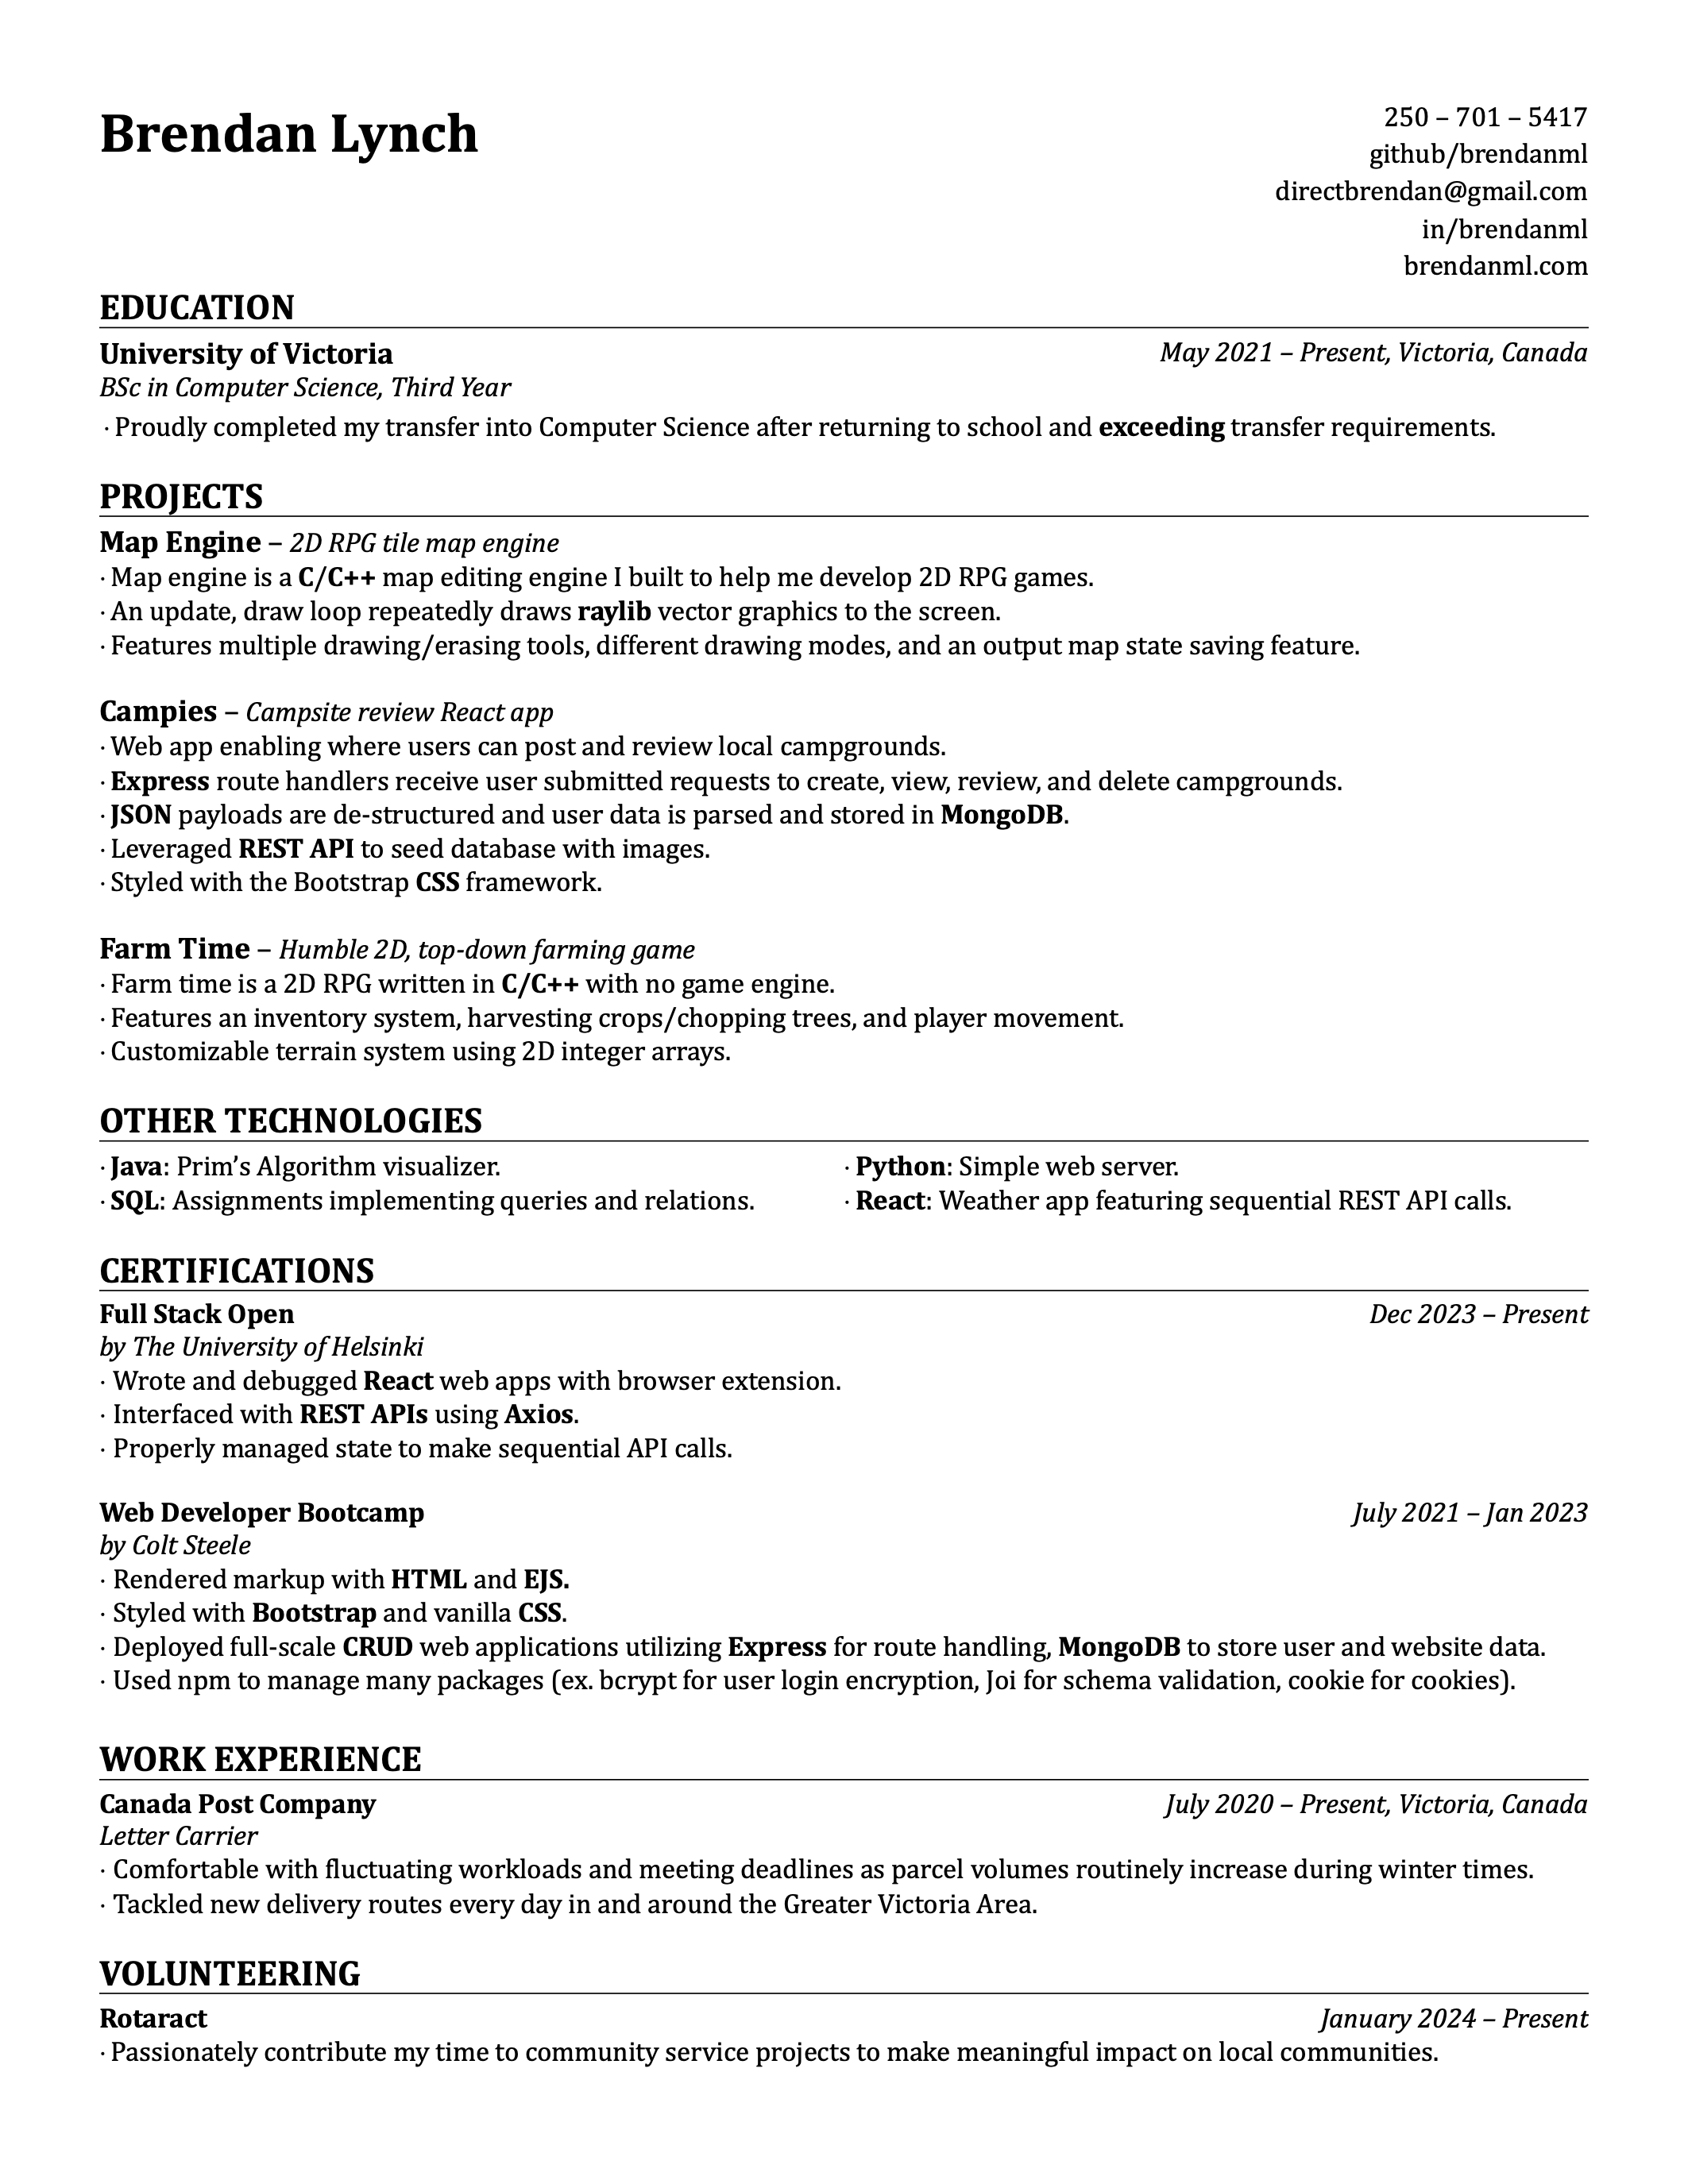 Brendan Lynch
250 – 701 – 5417
github/brendanml
directbrendan@gmail.com
in/brendanml
brendanml.com
EDUCATION
University of Victoria May 2021 – Present, Victoria, Canada
BSc in Computer Science, Third Year
· Proudly completed my transfer into Computer Science after returning to school and exceeding transfer requirements.
PROJECTS
Map Engine – 2D RPG tile map engine
· Map engine is a C/C++ map editing engine I built to help me develop 2D RPG games.
· An update, draw loop repeatedly draws raylib vector graphics to the screen.
· Features multiple drawing/erasing tools, different drawing modes, and an output map state saving feature.
Campies – Campsite review React app
· Web app enabling where users can post and review local campgrounds.
· Express route handlers receive user submitted requests to create, view, review, and delete campgrounds.
· JSON payloads are de-structured and user data is parsed and stored in MongoDB.
· Leveraged REST API to seed database with images.
· Styled with the Bootstrap CSS framework.
Farm Time – Humble 2D, top-down farming game
· Farm time is a 2D RPG written in C/C++ with no game engine.
· Features an inventory system, harvesting crops/chopping trees, and player movement.
· Customizable terrain system using 2D integer arrays.
OTHER TECHNOLOGIES
· Java: Prim’s Algorithm visualizer. · Python: Simple web server.
· SQL: Assignments implementing queries and relations. · React: Weather app featuring sequential REST API calls.
CERTIFICATIONS
Full Stack Open Dec 2023 – Present
by The University of Helsinki
· Wrote and debugged React web apps with browser extension.
· Interfaced with REST APIs using Axios.
· Properly managed state to make sequential API calls.
Web Developer Bootcamp July 2021 – Jan 2023
by Colt Steele
· Rendered markup with HTML and EJS.
· Styled with Bootstrap and vanilla CSS.
· Deployed full-scale CRUD web applications utilizing Express for route handling, MongoDB to store user and website data.
· Used npm to manage many packages (ex. bcrypt for user login encryption, Joi for schema validation, cookie for cookies).
WORK EXPERIENCE
Canada Post Company July 2020 – Present, Victoria, Canada
Letter Carrier
· Comfortable with fluctuating workloads and meeting deadlines as parcel volumes routinely increase during winter times.
· Tackled new delivery routes every day in and around the Greater Victoria Area.
VOLUNTEERING
Rotaract January 2024 – Present
· Passionately contribute my time to community service projects to make meaningful impact on local communities.